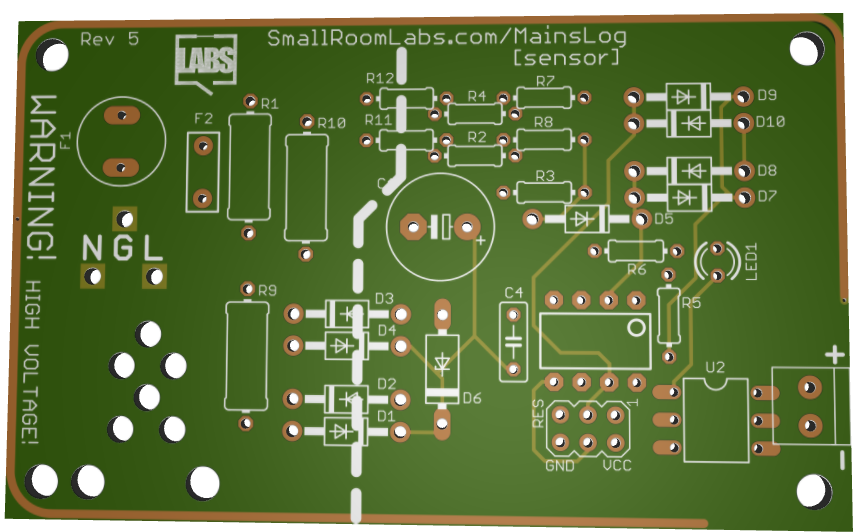 Rev 5
LABS
SmallRoomLabs.com/MainsLog
[sensor]
WARNING!
HIGH VOLTAGE!
F1
F2
R1
R10
R12
R11
R4
R2
R7
R8
R3
D9
D10
D8
D7
D5
C
+
N G L
R6
LED1
R9
D3
D4
D2
D1
D6
C4
R5
U2
+
-
RES
1
GND
VCC